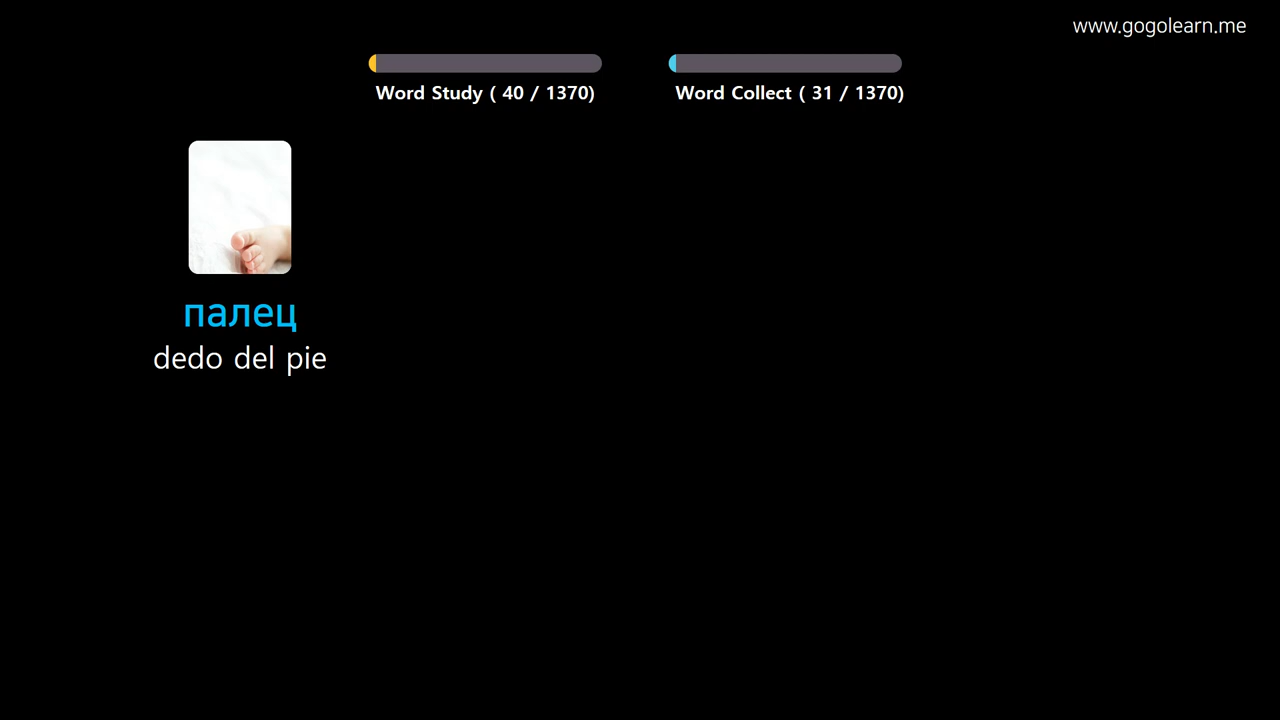 www.gogolearn.me
Word Study ( 40 / 1370)
Word Collect ( 31 / 1370)
палец
dedo del pie